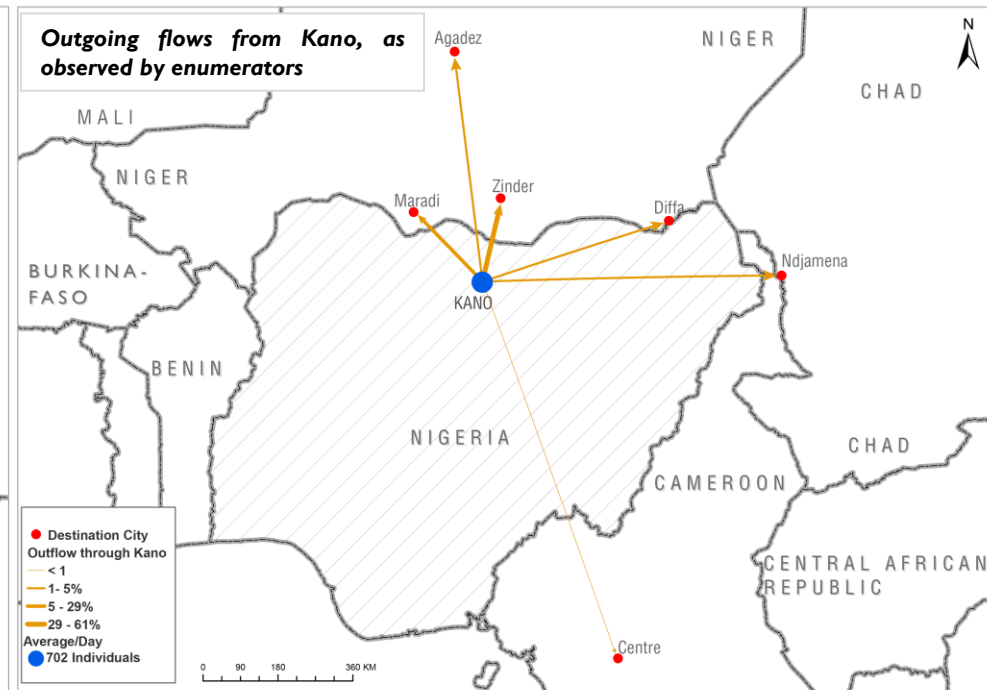 Outgoing flows from Kano, as
observed by enumerators
Agadez
NIGER
N
CHAD
MALI
NIGER
Maradi
Zinder
Diffa
Ndjamena
BURKINA-
FASO
KANO
BENIN
NIGERIA
CHAD
CAMEROON
CENTRAL AFRICAN
REPUBLIC
Centre
Destination City
Outflow through Kano
< 1
1- 5%
5 - 29%
29 - 61%
Average/Day
702 Individuals
0 90 180 360 KM